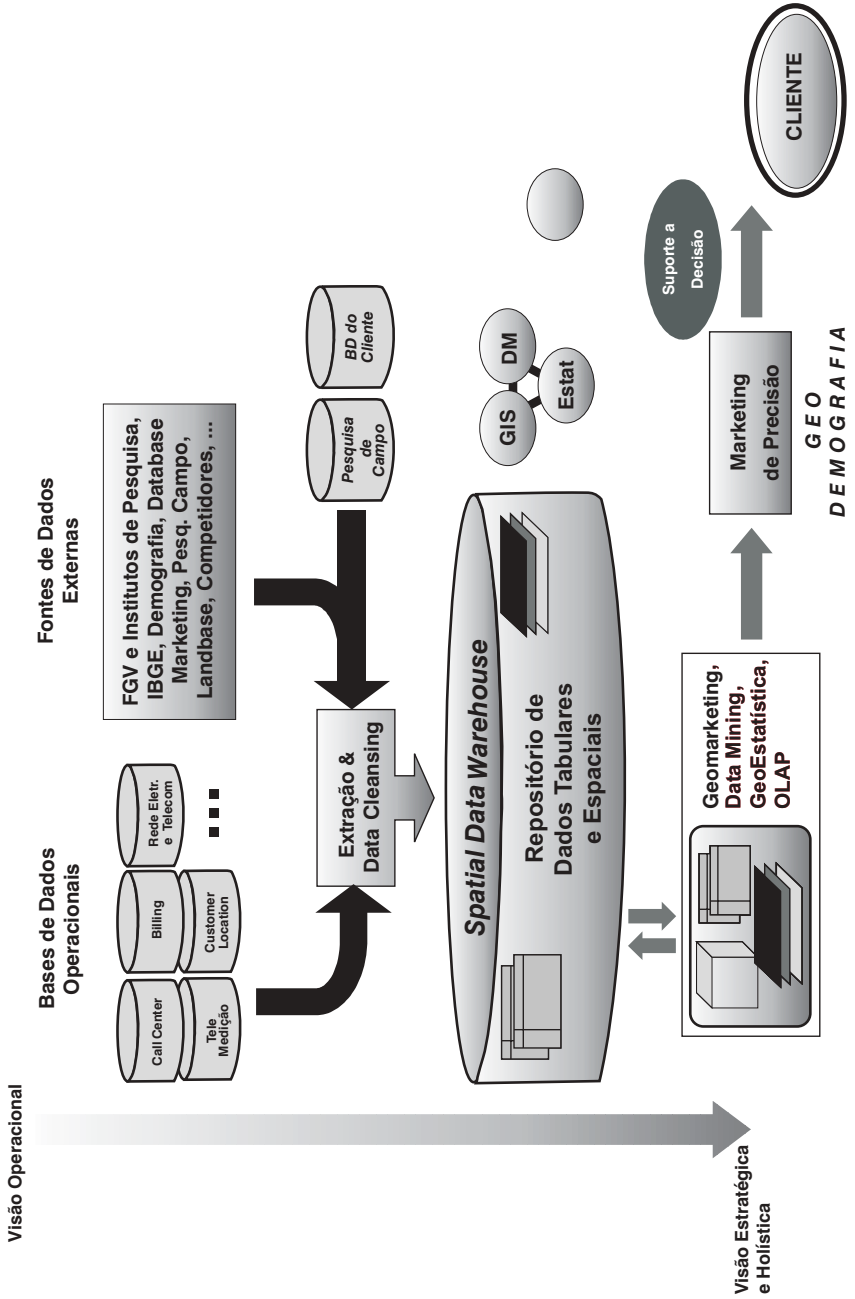 Visão Operacional
Bases de Dados
Operacionais
Call Center
Billing
Rede Eletr.
e Telecom
Tele
Medição
Customer
Location
Fontes de Dados
Externas
FGV e Institutos de Pesquisa,
IBGE, Demografia, Database
Marketing, Pesq. Campo,
Landbase, Competidores, ...
Pesquisa
de
Campo
BD do
Cliente
Extração &
Data Cleansing
Spatial Data Warehouse
Repositório de
Dados Tabulares
e Espaciais
GIS
DM
Estat
Visão Estratégica
e Holística
Geomarketing,
Data Mining,
GeoEstatística,
OLAP
Marketing
de Precisão
GEO
DEMOGRAFIA
Suporte a
Decisão
CLIENTE